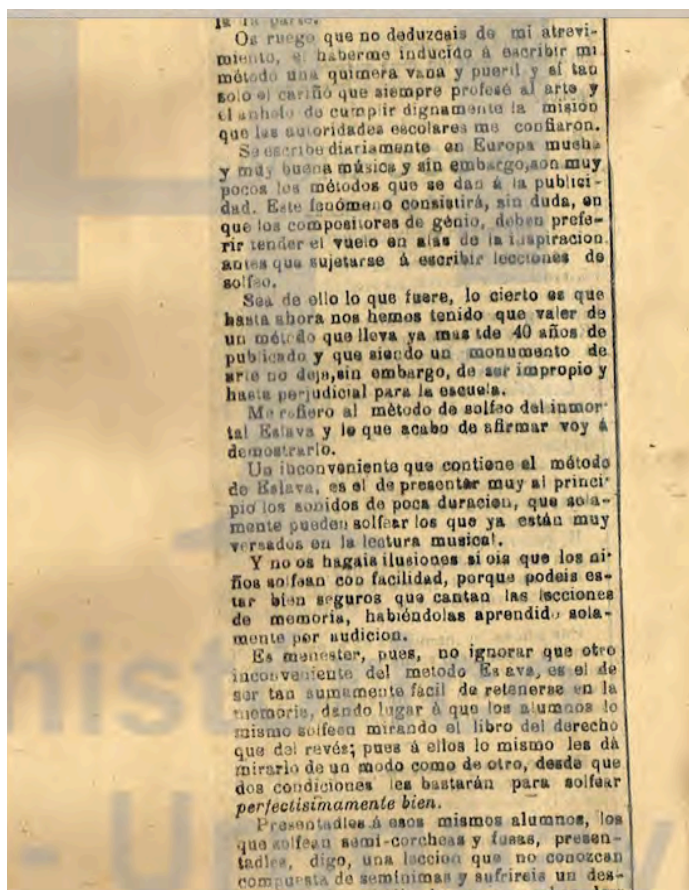 la 1a parte.
Os ruego que no deduzcais de mi atrevi-
miento, el haberme inducido á escribir mi
método una quimera vana y pueril y sí tan
solo el cariño que siempre profesé al arte y
el anhelo de cumplir dignamente la misión
que las autoridades escolares me confiaron.
Se escribe diariamente en Europa mucha
y muy buena música y sin embargo,son muy
pocos los métodos que se dan á la publici-
dad. Este fenómeno consistirá, sin duda, en
que los compositores de génio, deben prefe-
rir tender el vuelo en alas de la inspiracion
antes que sujetarse á escribir lecciones de
solfeo.
Sea de ello lo que fuere, lo cierto es que
hasta ahora nos hemos tenido que valer de
un método que lleva ya mas tde 40 años de
publicado y que siendo un monumento de
arte no deja,sin embargo, de ser impropio y
hasta perjudicial para la escuela.
Me refiero al método de solfeo del inmor-
tal Eslava y lo que acabo de afirmar voy á
demostrarlo.
Un inconveniente que contiene el método
de Eslava, es el de presentar muy al princi-
pio los sonidos de poca duracion, que sola-
mente pueden solfear los que ya están muy
versados en la lectura musical.
Y no os hagais ilusiones si ois que los ni-
ños solfean con facilidad, porque podeis es-
tar bien seguros que cantan las lecciones
de memoria, habiéndolas aprendido sola-
mente por audicion.
Es menester, pues, no ignorar que otro
inconveniente del metodo Es ava, es el de
ser tan sumamente fácil de retenerse en la
memoria, dando lugar á que los alumnos lo
mismo solfeen mirando el libro del derecho
que del revés; pues á ellos lo mismo les dá
mirarlo de un modo como de otro, desde que
dos condiciones les bastarán para solfear
perfectisimamente bien.
Presentadles á esos mismos alumnos, los
que solfean semi-corcheas y fusas, presen-
tadles, digo, una leccion que no conozcan
compuesta de semínimas y sufrireis un des-
hist
- Un y